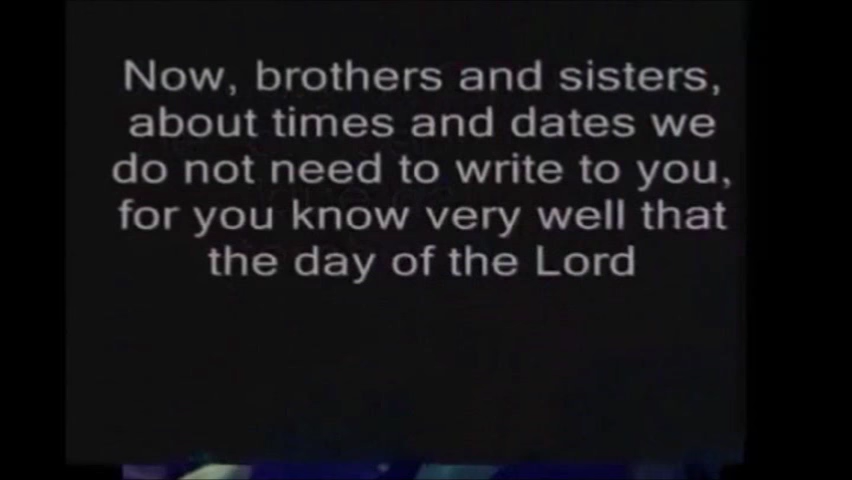 Now, brothers and sisters,
about times and dates we
do not need to write to you,
for you know very well that
the day of the Lord